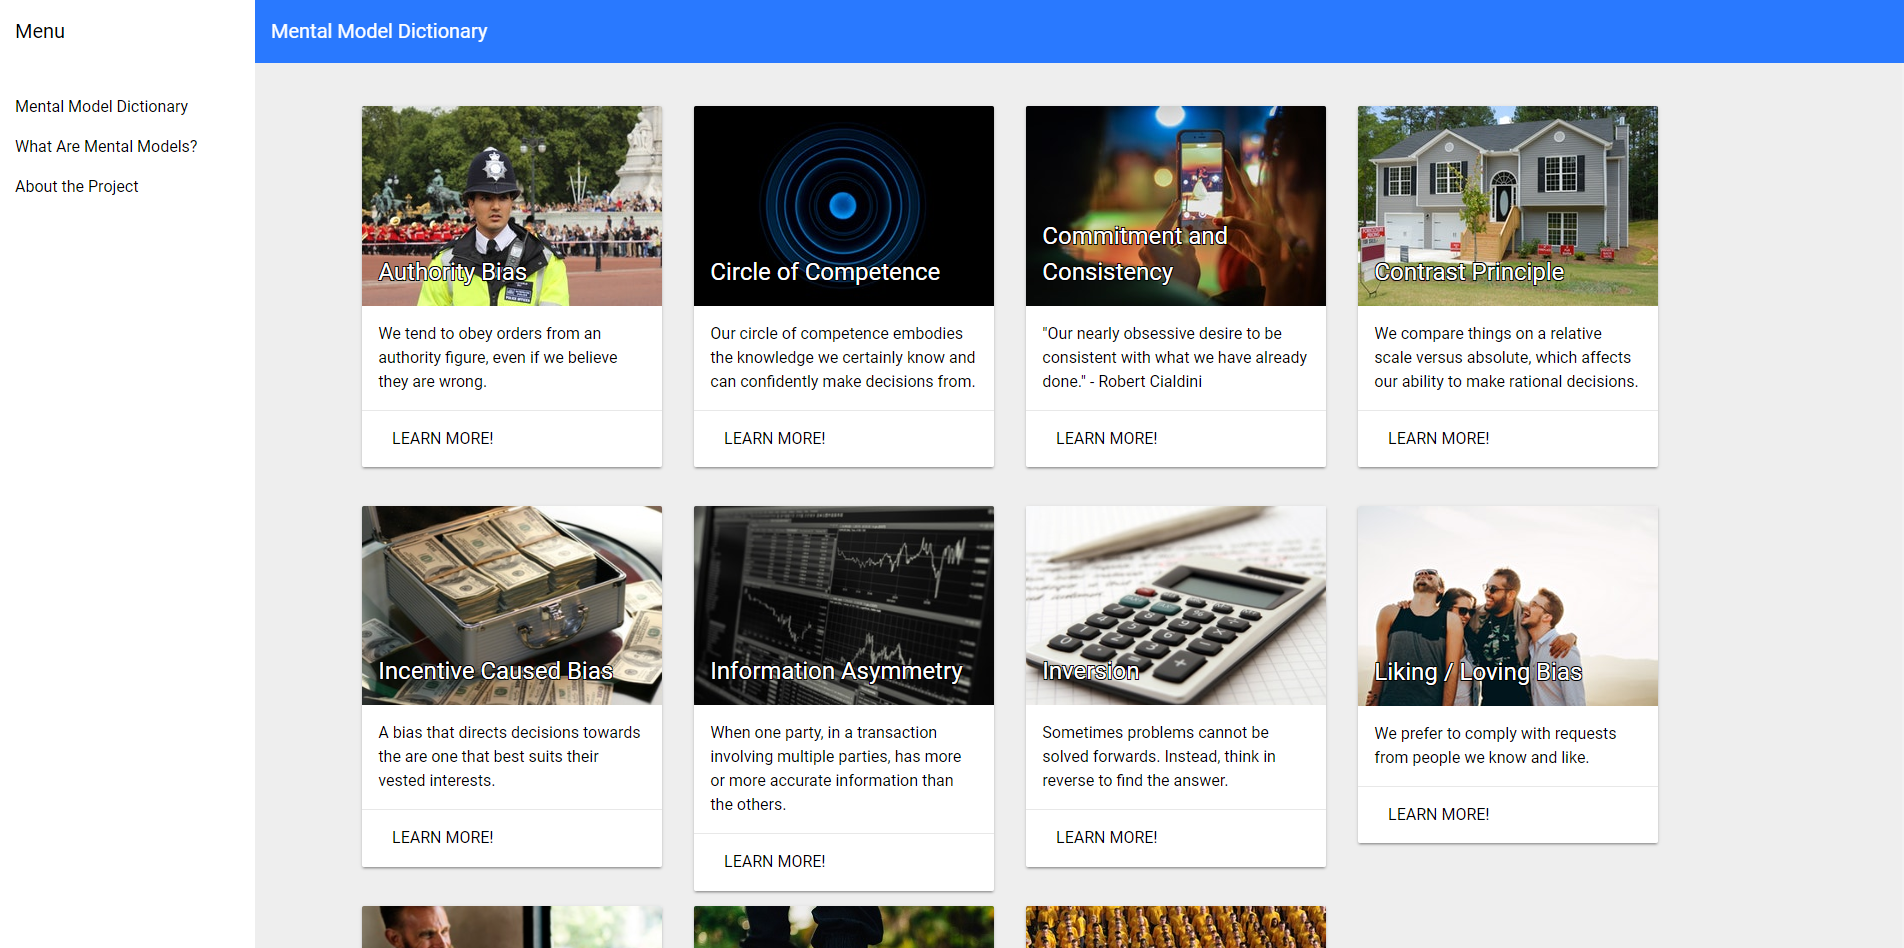 Menu
Mental Model Dictionary
What Are Mental Models?
About the Project
Mental Model Dictionary
Authority Bias
We tend to obey orders from an
authority figure, even if we believe
they are wrong.
LEARN MORE!
Circle of Competence
Our circle of competence embodies
the knowledge we certainly know and
can confidently make decisions from.
LEARN MORE!
Commitment and
Consistency
"Our nearly obsessive desire to be
consistent with what we have already
done." - Robert Cialdini
LEARN MORE!
Contrast Principle
We compare things on a relative
scale versus absolute, which affects
our ability to make rational decisions.
LEARN MORE!
Incentive Caused Bias
A bias that directs decisions towards
the are one that best suits their
vested interests.
LEARN MORE!
Information Asymmetry
When one party, in a transaction
involving multiple parties, has more
or more accurate information than
the others.
LEARN MORE!
Inversion
Sometimes problems cannot be
solved forwards. Instead, think in
reverse to find the answer.
LEARN MORE!
Liking / Loving Bias
We prefer to comply with requests
from people we know and like.
LEARN MORE!